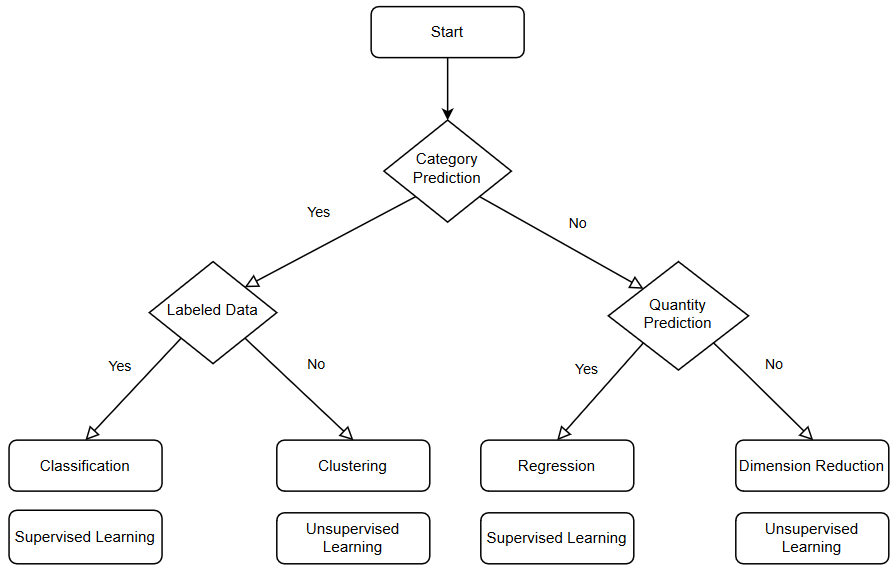 Start
Category
Prediction
Yes
No
Labeled Data
Quantity
Prediction
Yes
No
Yes
No
Classification
Clustering
Regression
Dimension Reduction
Supervised Learning
Unsupervised
Learning
Supervised Learning
Unsupervised
Learning